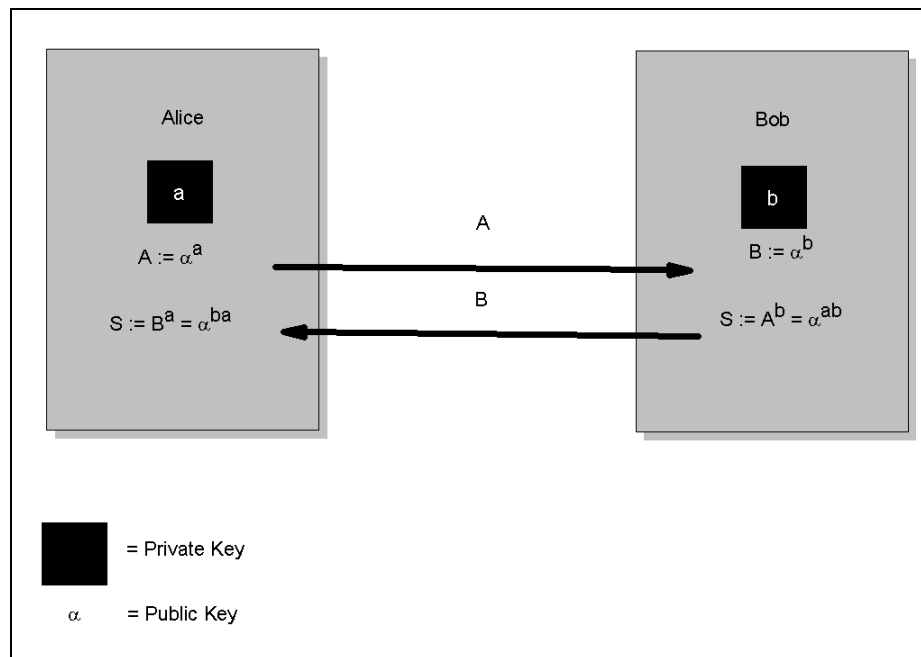 Alice
a
A := α^a
S := B^a = α^ba
A
B
Bob
b
B := α^b
S := A^b = α^ab
= Private Key
α = Public Key